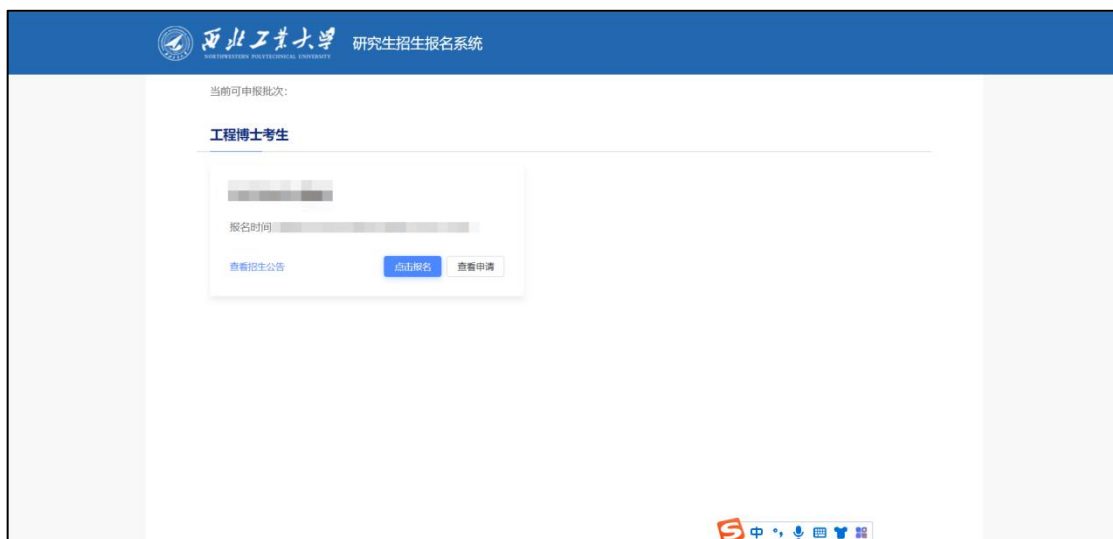 西北工业大学 研究生招生报名系统
NORTHWESTERN POLYTECHNICAL UNIVERSITY
当前可申报批次：
工程博士考生
报名时间
查看招生公告 点击报名 查看申请
中